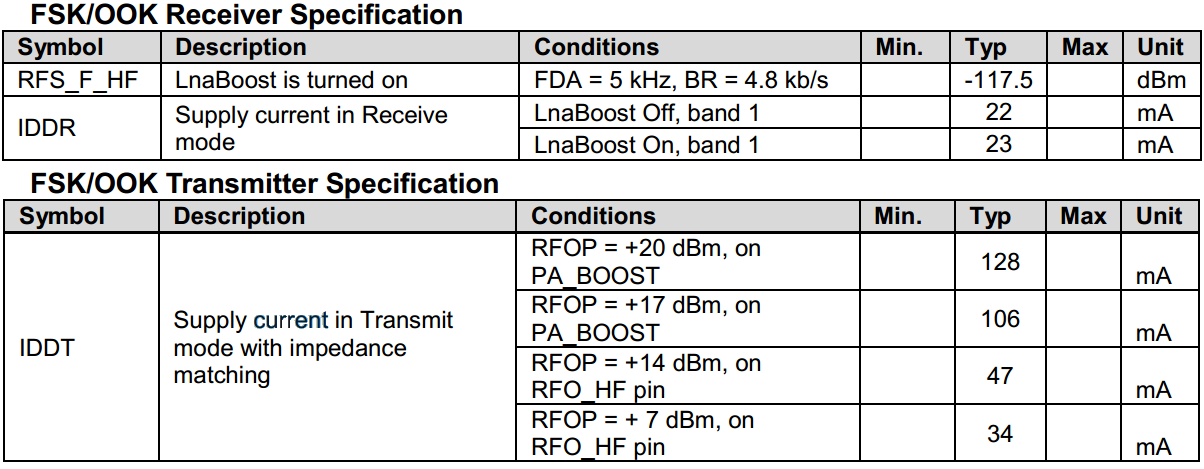 FSK/OOK Receiver Specification
Symbol Description Conditions Min. Typ Max Unit
RFS_F_HF LnaBoost is turned on FDA = 5 kHz, BR = 4.8 kb/s -117.5 dBm
IDDR Supply current in Receive mode LnaBoost Off, band 1 22 mA
LnaBoost On, band 1 23 mA
FSK/OOK Transmitter Specification
Symbol Description Conditions Min. Typ Max Unit
IDDT Supply current in Transmit mode with impedance matching
RFOP = +20 dBm, on
PA_BOOST 128 mA
RFOP = +17 dBm, on
PA_BOOST 106 mA
RFOP = +14 dBm, on
RFO_HF pin 47 mA
RFOP = + 7 dBm, on
RFO_HF pin 34 mA